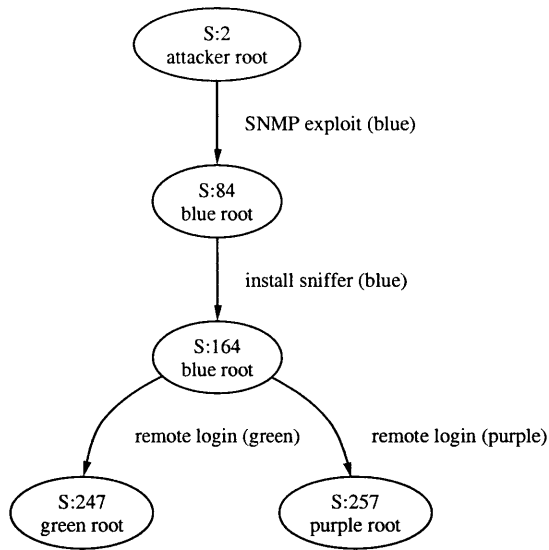 S:2
attacker root
SNMP exploit (blue)
S:84
blue root
install sniffer (blue)
S:164
blue root
remote login (green)
remote login (purple)
S:247
green root
S:257
purple root